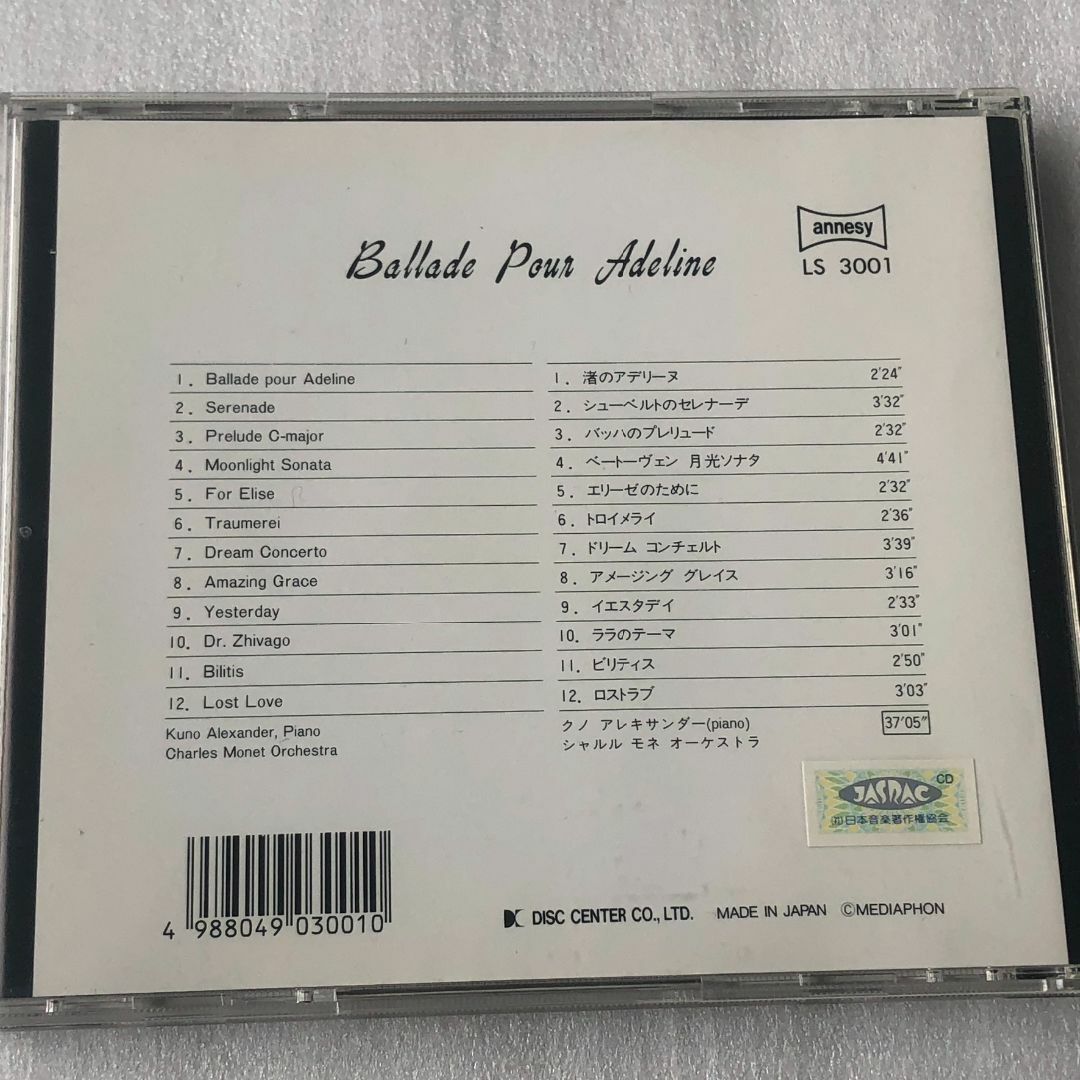 annesy
LS 3001
Ballade Pour Adeline
1. Ballade pour Adeline
2. Serenade
3. Prelude C-major
4. Moonlight Sonata
5. For Elise
6. Traumerei
7. Dream Concerto
8. Amazing Grace
9. Yesterday
10. Dr. Zhivago
11. Bilitis
12. Lost Love
Kuno Alexander, Piano
Charles Monet Orchestra
1. 渚のアデリーヌ 2'24"
2. シューベルトのセレナーデ 3'32"
3. バッハのプレリュード 2'32"
4. ベートーヴェン 月光ソナタ 4'41"
5. エリーゼのために 2'32"
6. トロイメライ 2'36"
7. ドリーム コンチェルト 3'39"
8. アメージング グレイス 3'16"
9. イエスタデイ 2'33"
10. ララのテーマ 3'01"
11. ビリティス 2'50"
12. ロストラブ 3'03"
クノ アレキサンダー(piano) 37'05"
シャルル モネ オーケストラ
CD
JASRAC
㈳日本音楽著作権協会
4 988049 030010
DISC CENTER CO., LTD. MADE IN JAPAN ©MEDIAPHON